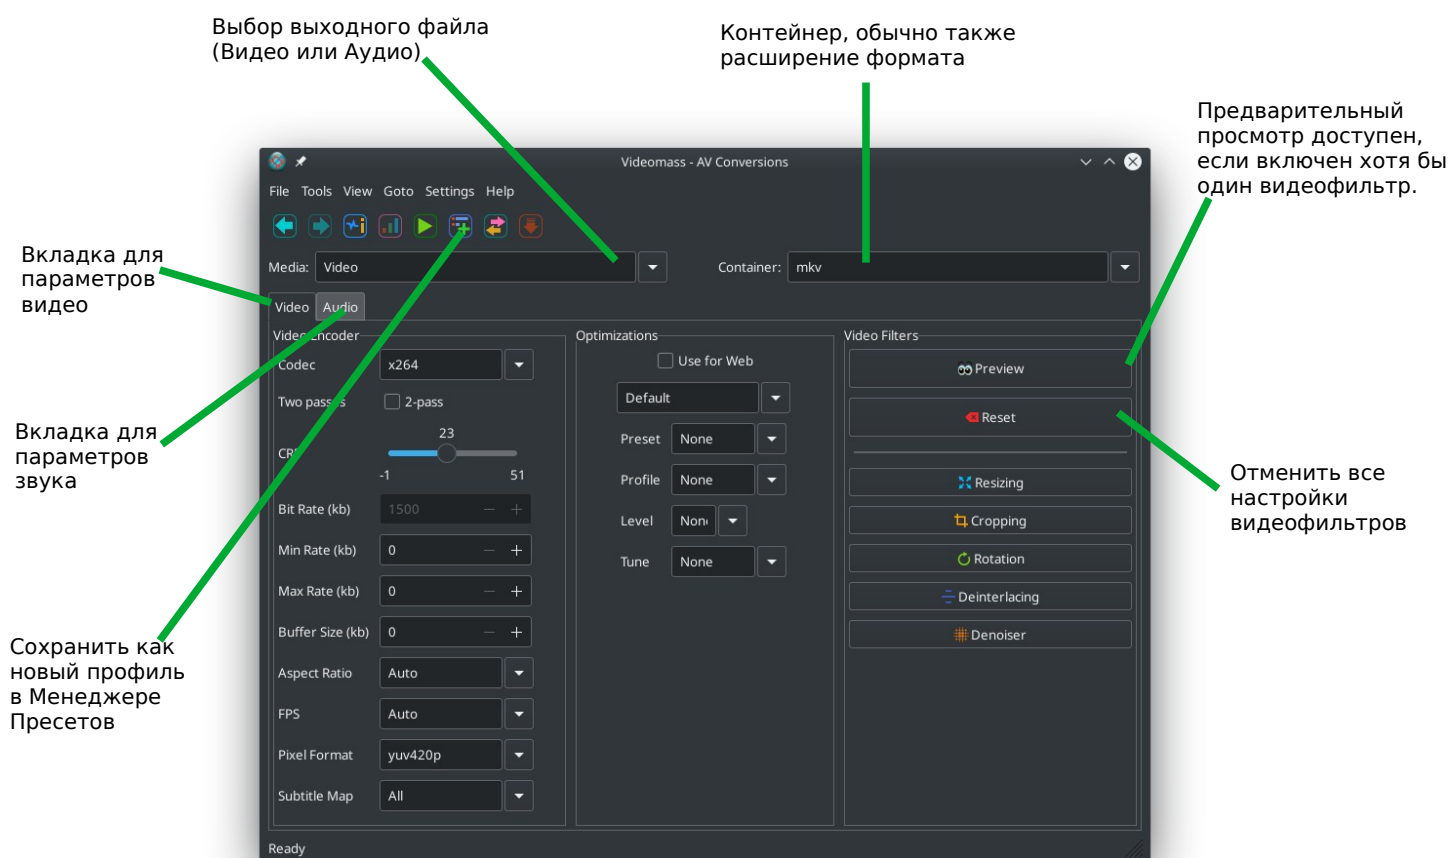 Выбор выходного файла
(Видео или Аудио)
Контейнер, обычно также
расширение формата
Предварительный
просмотр доступен,
если включен хотя бы
один видеофильтр.
Вкладка для
параметров
видео
Вкладка для
параметров
звука
Сохранить как
новый профиль
в Менеджере
Пресетов
Отменить все
настройки
видеофильтров
Videomass - AV Conversions
File Tools View Goto Settings Help
Media: Video
Container: mkv
Video Audio
Video Encoder
Codec x264
Two passes 2-pass
CRF
23
-1 51
Bit Rate (kb) 1500
Min Rate (kb) 0
Max Rate (kb) 0
Buffer Size (kb) 0
Aspect Ratio Auto
FPS Auto
Pixel Format yuv420p
Subtitle Map All
Optimizations
Use for Web
Default
Preset None
Profile None
Level Non
Tune None
Video Filters
Preview
Reset
Resizing
Cropping
Rotation
Deinterlacing
Denoiser
Ready